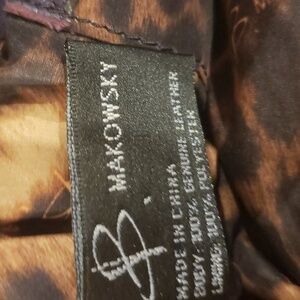 B.
MAKOWSKY
MADE IN CHINA
BODY: 100% GENUINE LEATHER
LINING: 100% POLYESTER